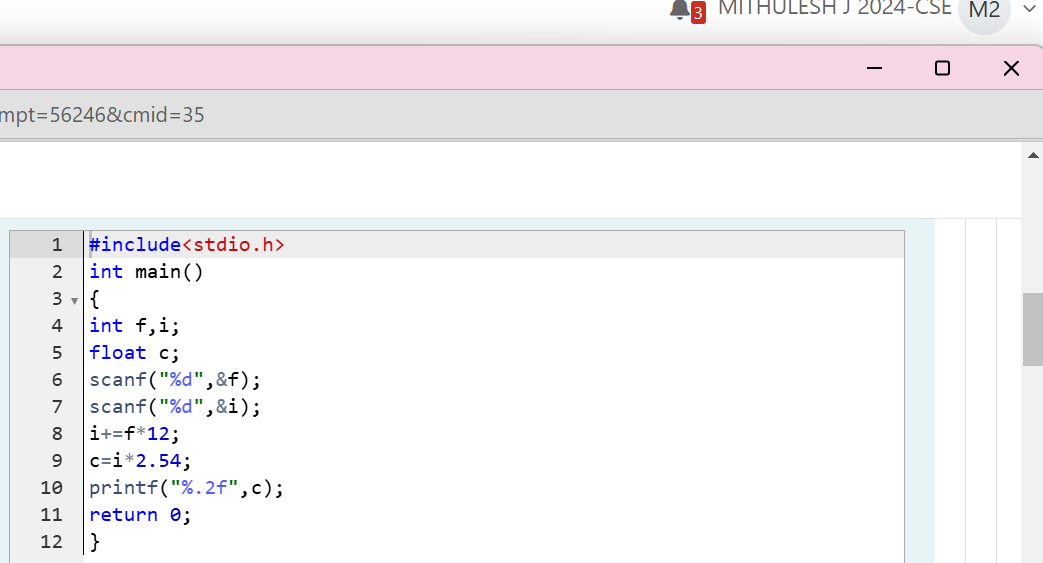 3 MITHULESH J 2024-CSE M2
mpt=56246&cmid=35
1 #include<stdio.h>
2 int main()
3 {
4 int f,i;
5 float c;
6 scanf("%d",&f);
7 scanf("%d",&i);
8 i+=f*12;
9 c=i*2.54;
10 printf("%.2f",c);
11 return 0;
12 }